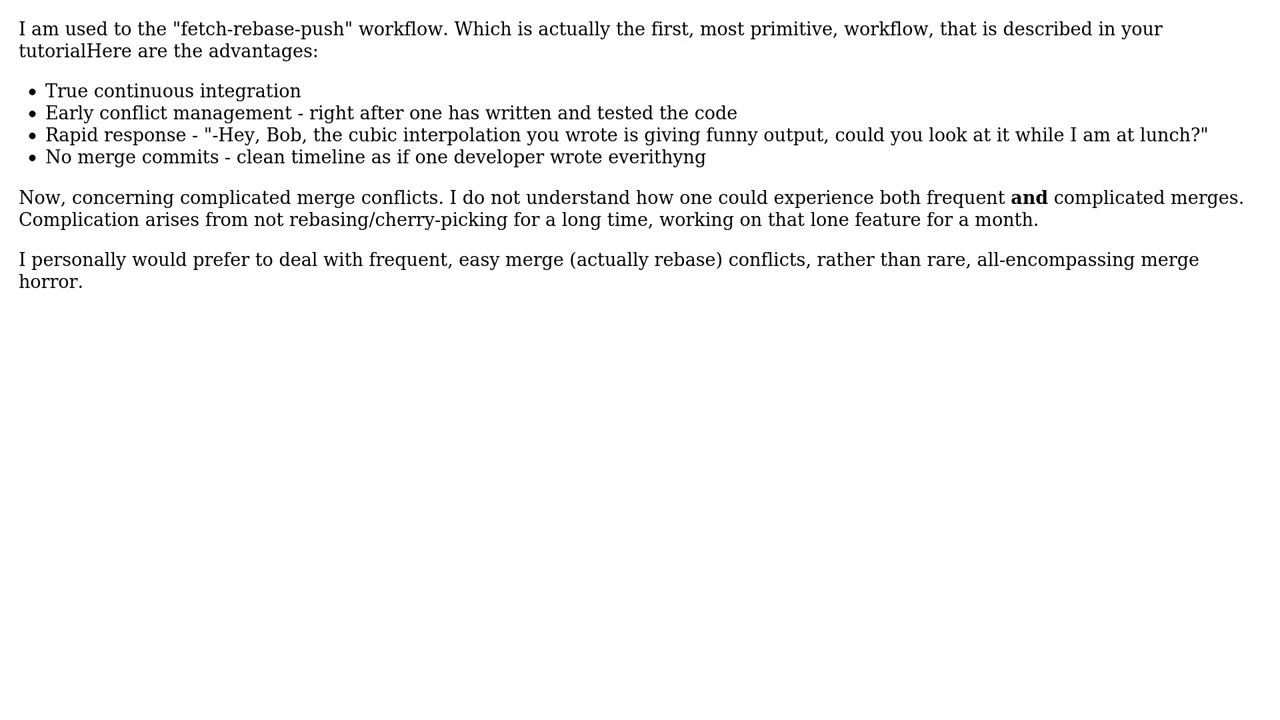 I am used to the "fetch-rebase-push" workflow. Which is actually the first, most primitive, workflow, that is described in your
tutorialHere are the advantages:
• True continuous integration
• Early conflict management - right after one has written and tested the code
• Rapid response - "-Hey, Bob, the cubic interpolation you wrote is giving funny output, could you look at it while I am at lunch?"
• No merge commits - clean timeline as if one developer wrote everithyng
Now, concerning complicated merge conflicts. I do not understand how one could experience both frequent and complicated merges.
Complication arises from not rebasing/cherry-picking for a long time, working on that lone feature for a month.
I personally would prefer to deal with frequent, easy merge (actually rebase) conflicts, rather than rare, all-encompassing merge
horror.